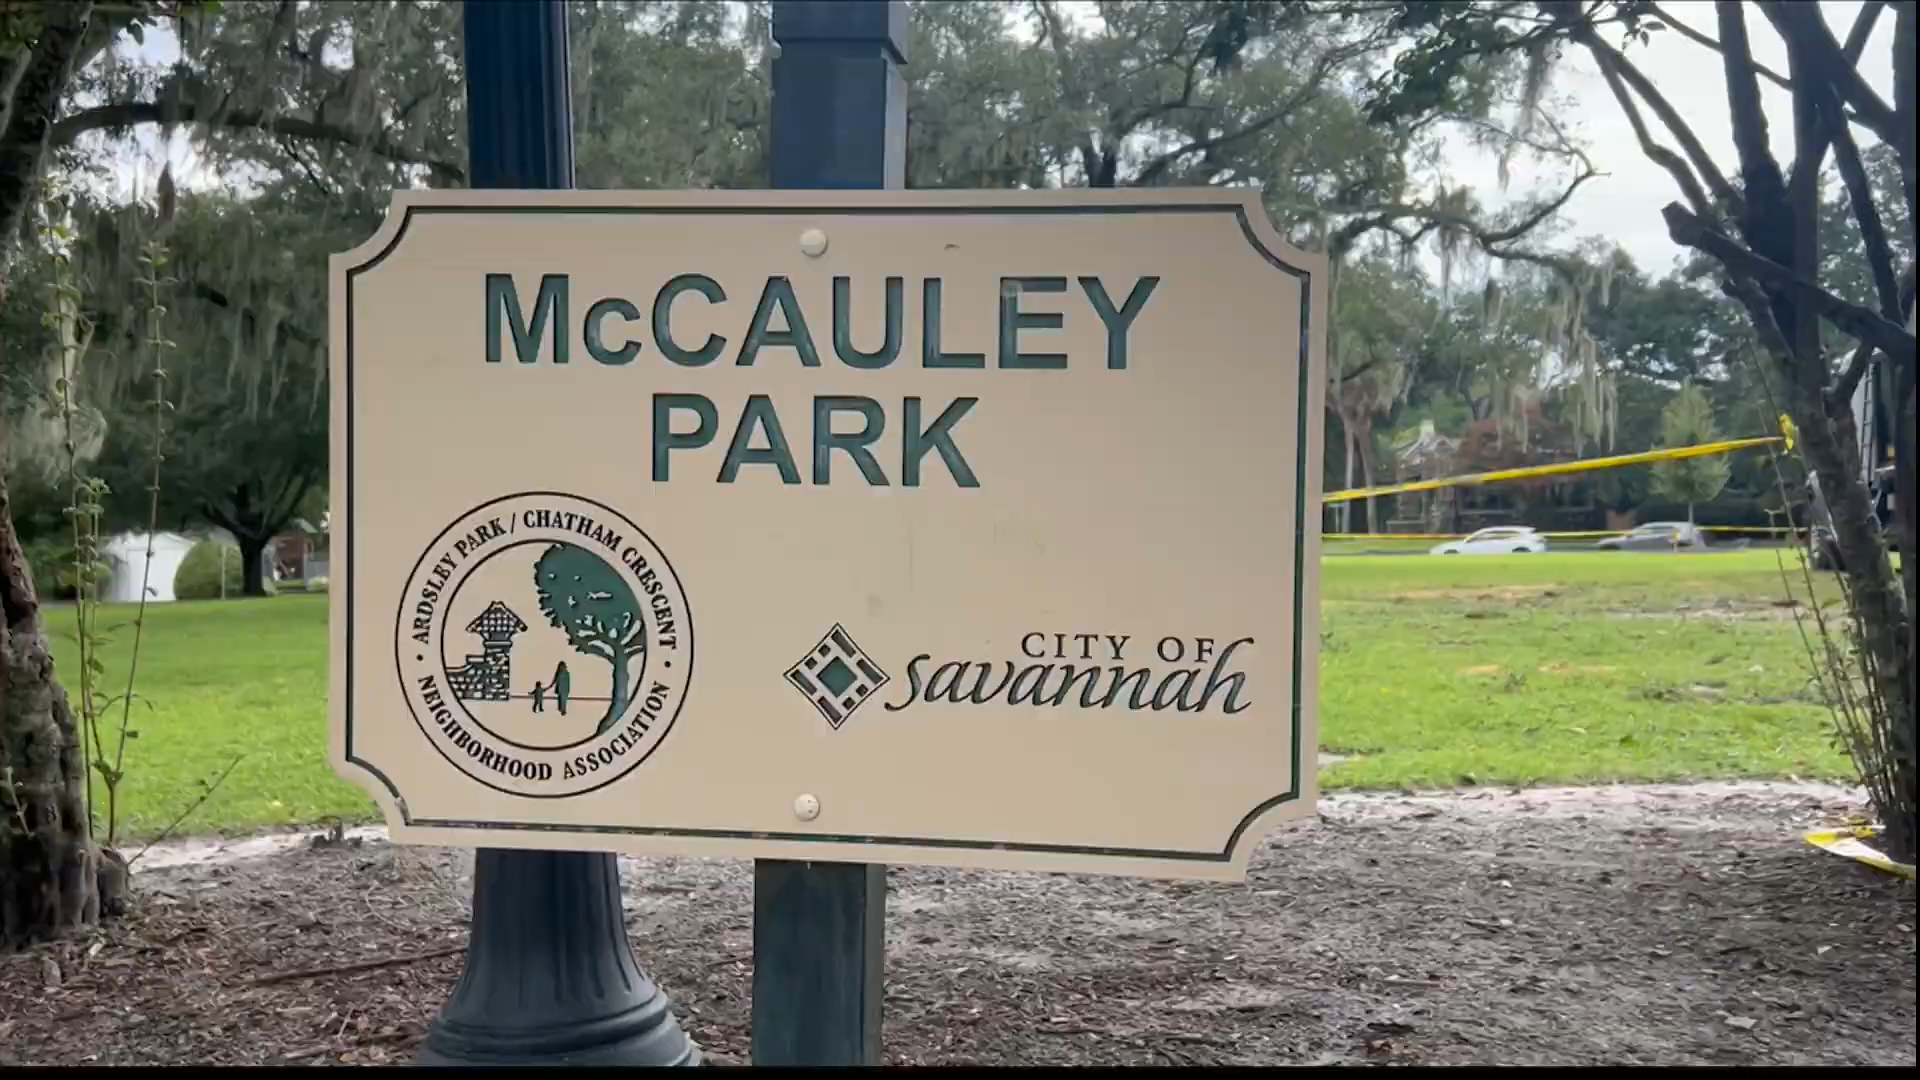 McCAULEY
PARK
ARDSLEY PARK / CHATHAM CRESCENT
· NEIGHBORHOOD ASSOCIATION ·
CITY OF
savannah